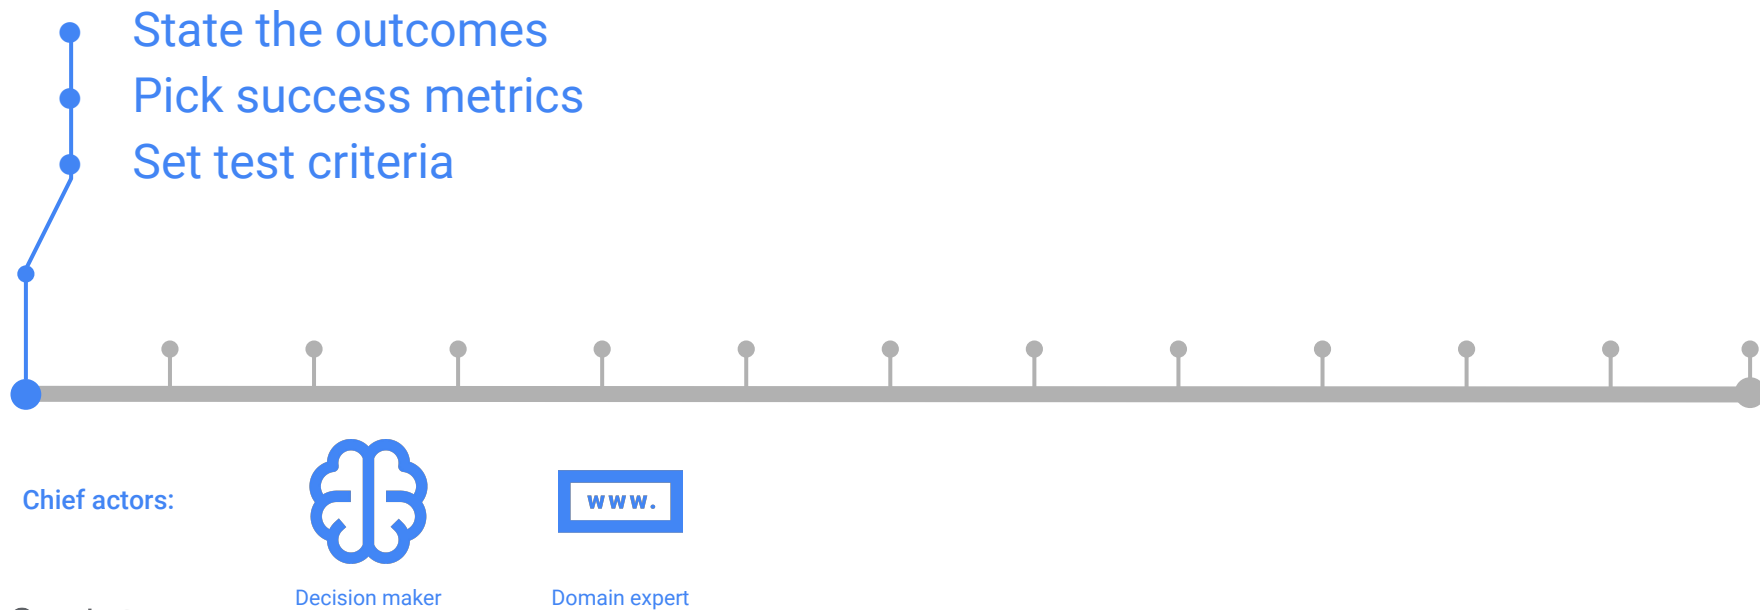 State the outcomes
Pick success metrics
Set test criteria
Chief actors:
www.
Decision maker
Domain expert